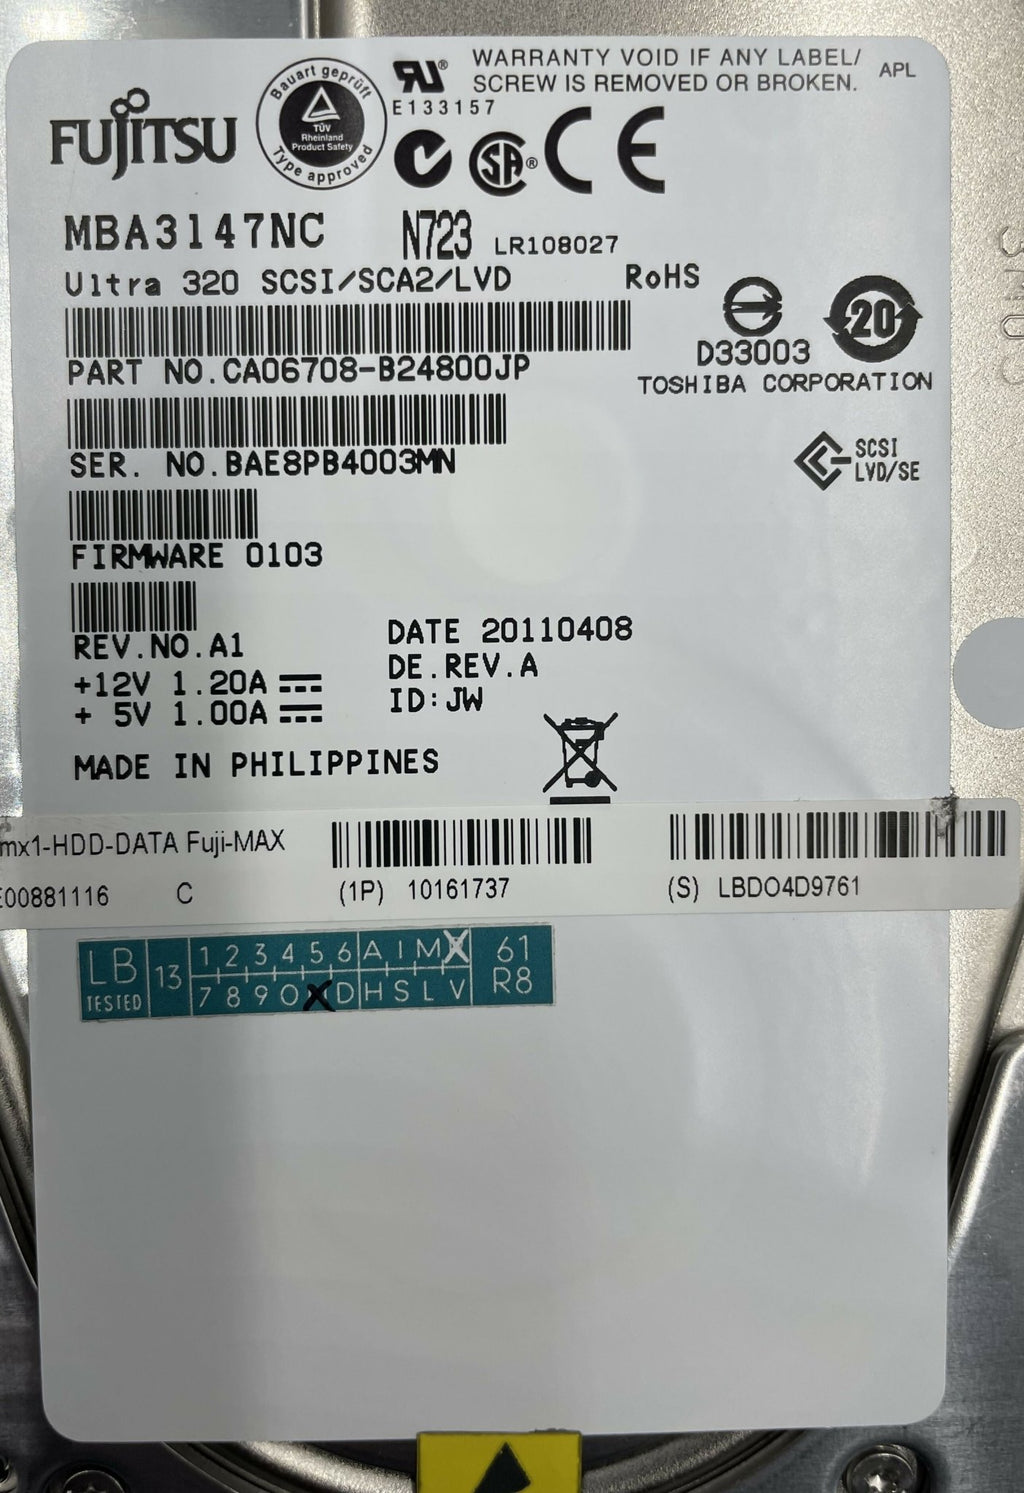 WARRANTY VOID IF ANY LABEL/
SCREW IS REMOVED OR BROKEN.
APL
FUJITSU
Bauart geprüft
TÜV
Rheinland
Product Safety
Type approved
E133157
MBA3147NC N723 LR108027
Ultra 320 SCSI/SCA2/LVD RoHS
20
D33003
PART NO.CA06708-B24800JP
TOSHIBA CORPORATION
SER. NO.BAE8PB4003MN
SCSI
LVD/SE
FIRMWARE 0103
REV.NO.A1
DATE 20110408
+12V 1.20A
DE.REV.A
+ 5V 1.00A
ID:JW
MADE IN PHILIPPINES
mx1-HDD-DATA Fuji-MAX
E00881116 C (1P) 10161737 (S) LBDO4D9761
LB 13 1 2 3 4 5 6 A I M 61
TESTED 7 8 9 0 D H S L V R8